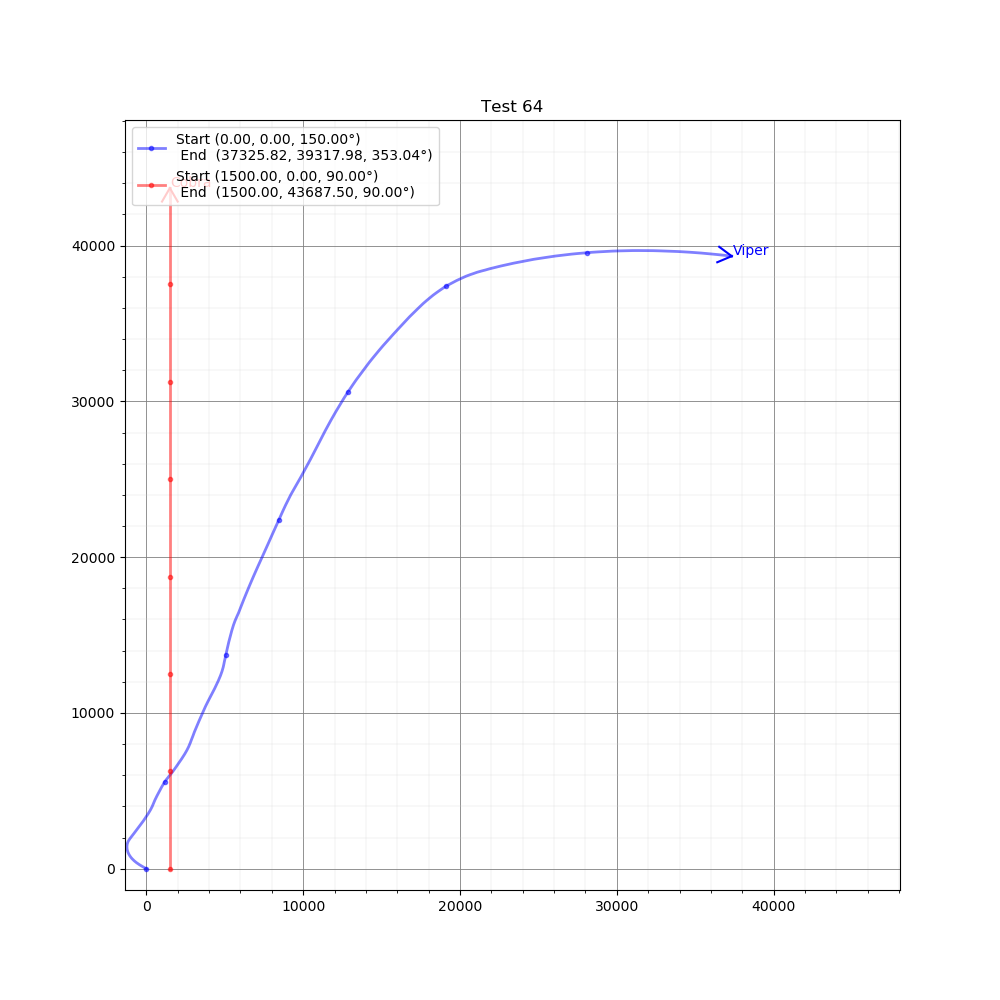 Test 64
Start (0.00, 0.00, 150.00°)
End  (37325.82, 39317.98, 353.04°)
Start (1500.00, 0.00, 90.00°)
End  (1500.00, 43687.50, 90.00°)
Viper
40000
30000
20000
10000
0
0 10000 20000 30000 40000